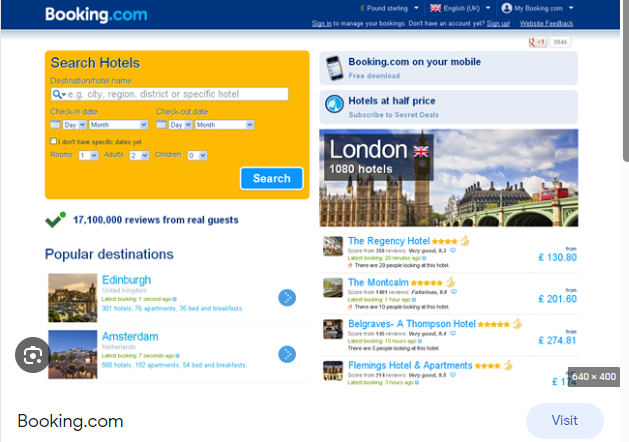 Booking.com
£ Pound sterling
English (UK)
My Booking.com
Sign in to manage your bookings. Don't have an account yet? Sign up!
Website Feedback
+1 884k
Search Hotels
Destination/hotel name
e.g. city, region, district or specific hotel
Check-in date Check-out date
Day Month Day Month
I don't have specific dates yet
Rooms 1 Adults 2 Children 0
Search
17,100,000 reviews from real guests
Popular destinations
Edinburgh
United Kingdom
Latest booking: 1 second ago
301 hotels, 76 apartments, 35 bed and breakfasts
Amsterdam
Netherlands
Latest booking: 7 seconds ago
568 hotels, 192 apartments, 54 bed and breakfasts
Booking.com on your mobile
Free download
Hotels at half price
Subscribe to Secret Deals
London
1080 hotels
The Regency Hotel
Score from 358 reviews: Very good, 8.3
Latest booking: 20 minutes ago
There are 29 people looking at this hotel.
from
£ 130.80
The Montcalm
Score from 1491 reviews: Fabulous, 8.9
Latest booking: 1 hour ago
There are 10 people looking at this hotel.
from
£ 201.60
Belgraves- A Thompson Hotel
Score from 145 reviews: Very good, 8.4
Latest booking: 10 hours ago
There are 5 people looking at this hotel.
from
£ 274.81
Flemings Hotel & Apartments
Score from 214 reviews: Very good, 8.5
Latest booking: 3 hours ago
from
£ 17
640 × 400
Booking.com
Visit